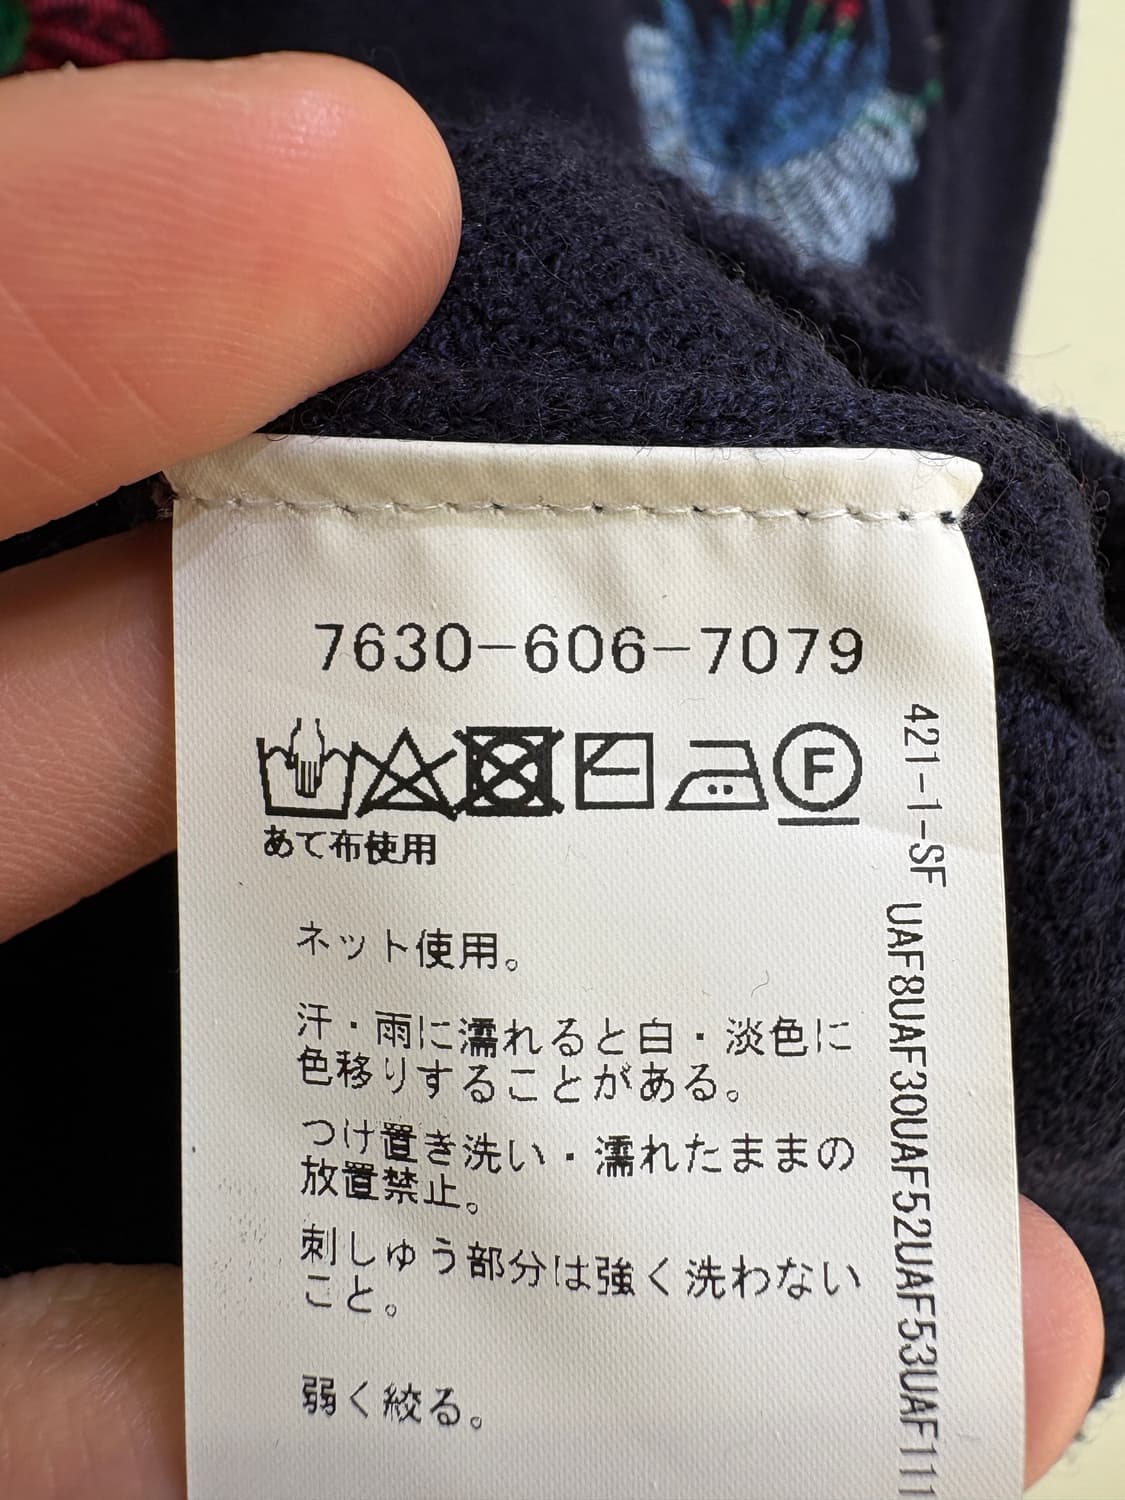 7630-606-7079
F
あて布使用
ネット使用。
汗・雨に濡れると白・淡色に
色移りすることがある。
つけ置き洗い・濡れたままの
放置禁止。
刺しゅう部分は強く洗わない
こと。
弱く絞る。
421-1-SF UAF8UAF30UAF52UAF53UAF111